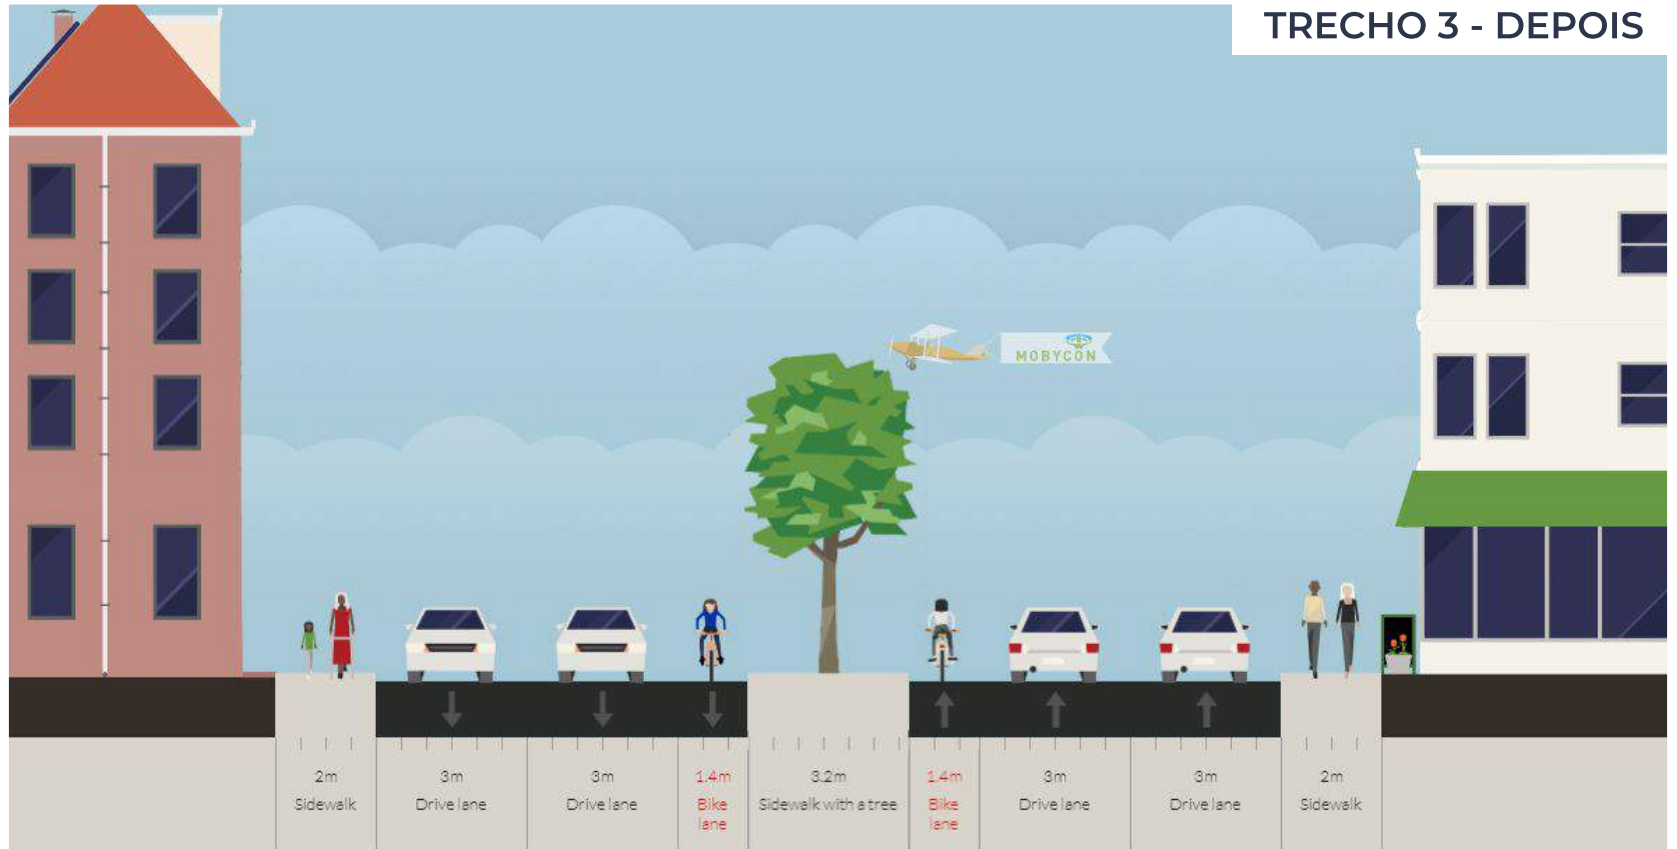 TRECHO 3 - DEPOIS
MOBYCON
2m
Sidewalk
3m
Drive lane
3m
Drive lane
1.4m
Bike
lane
3.2m
Sidewalk with a tree
1.4m
Bike
lane
3m
Drive lane
3m
Drive lane
2m
Sidewalk